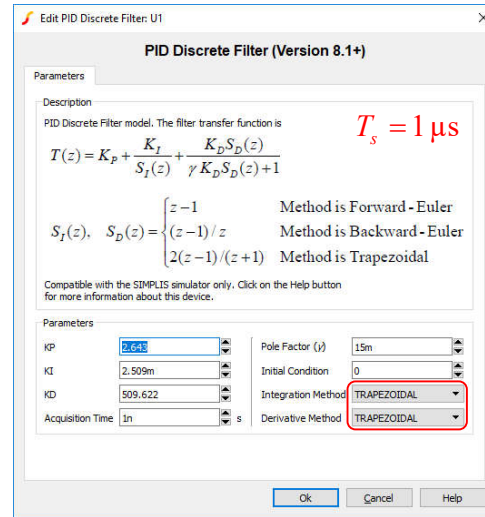 Edit PID Discrete Filter: U1
PID Discrete Filter (Version 8.1+)
Parameters
Description
PID Discrete Filter model. The filter transfer function is
T_s = 1 μs
T(z) = K_P + K_I / S_I(z) + K_D S_D(z) / (γ K_D S_D(z) + 1)
z − 1 Method is Forward - Euler
S_I(z), S_D(z) = { (z − 1) / z Method is Backward - Euler
2(z − 1) / (z + 1) Method is Trapezoidal
Compatible with the SIMPLIS simulator only. Click on the Help button
for more information about this device.
Parameters
KP 2.643 Pole Factor (γ) 15m
KI 2.509m Initial Condition 0
KD 509.622 Integration Method TRAPEZOIDAL
Acquisition Time 1n s Derivative Method TRAPEZOIDAL
Ok Cancel Help